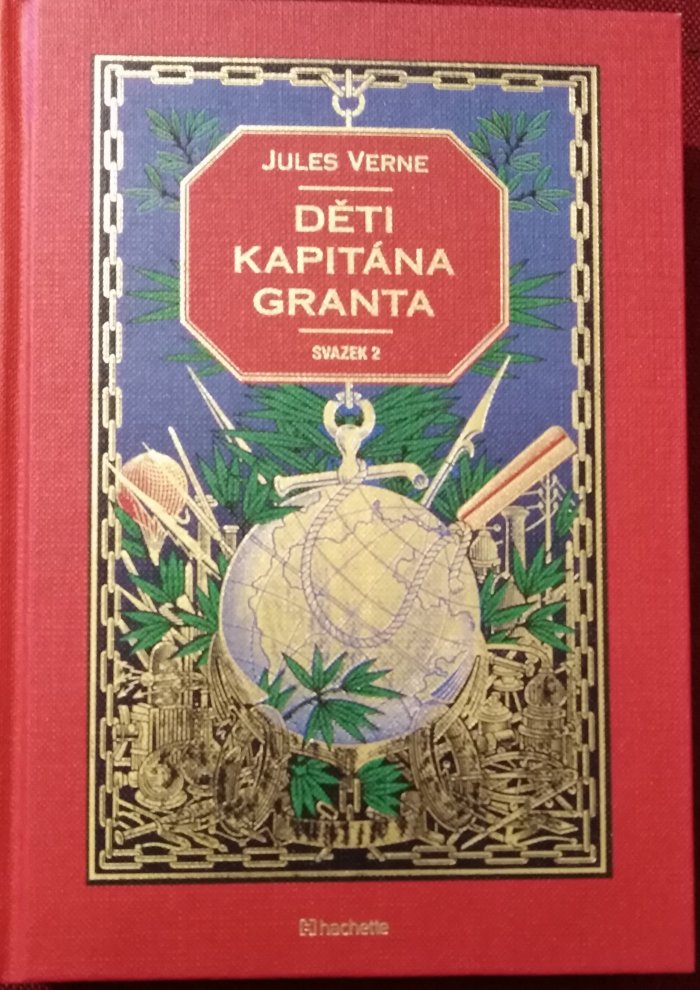 JULES VERNE
DĚTI
KAPITÁNA
GRANTA
SVAZEK 2
hachette